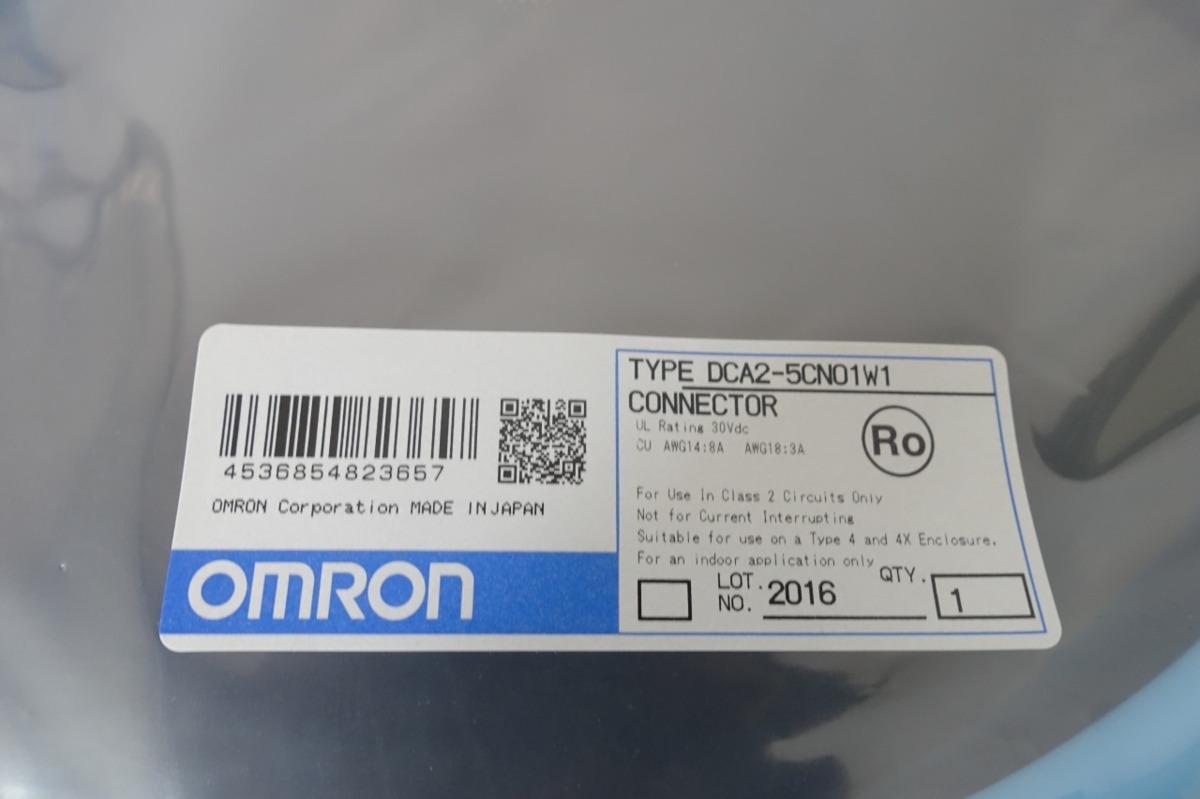 4536854823657
OMRON Corporation MADE IN JAPAN
OMRON
TYPE DCA2-5CN01W1
CONNECTOR
UL Rating 30Vdc
CU AWG14:8A AWG18:3A
Ro
For Use In Class 2 Circuits Only
Not for Current Interrupting
Suitable for use on a Type 4 and 4X Enclosure.
For an indoor application only
LOT. NO. 2016
QTY. 1